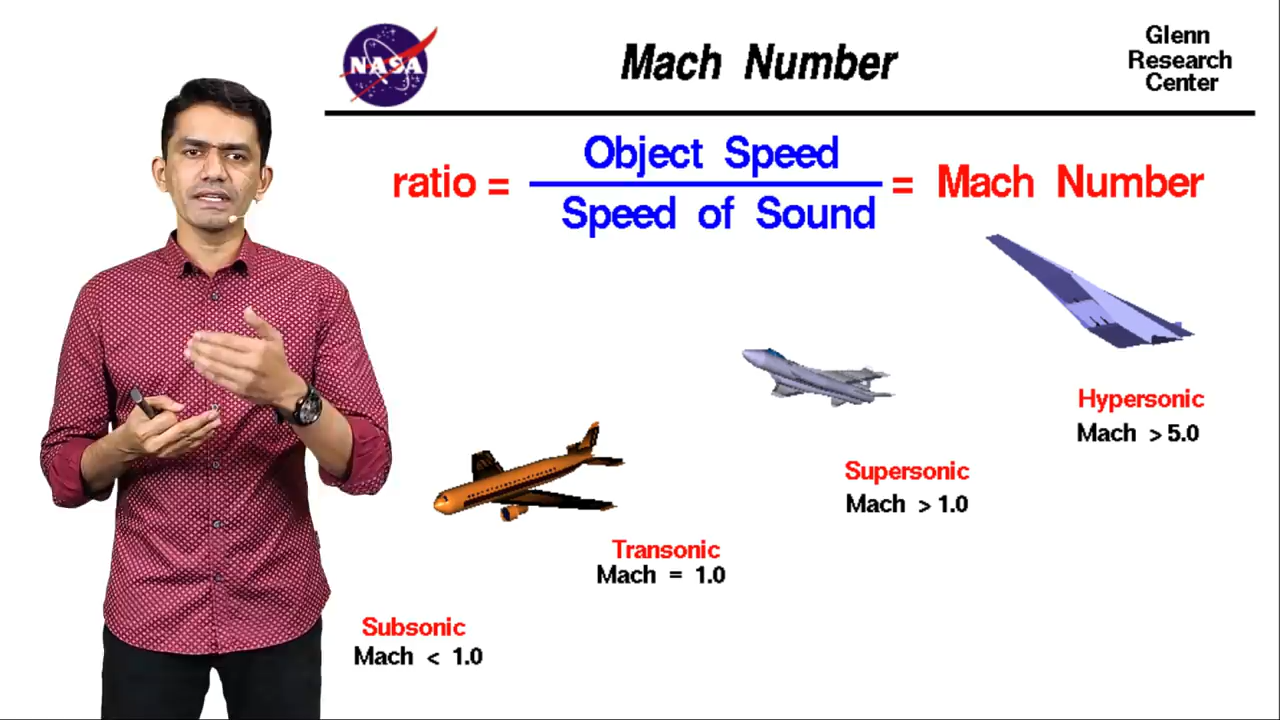 NASA
Mach Number
Glenn
Research
Center
ratio = Object Speed = Mach Number
Speed of Sound
Hypersonic
Mach > 5.0
Supersonic
Mach > 1.0
Transonic
Mach = 1.0
Subsonic
Mach < 1.0